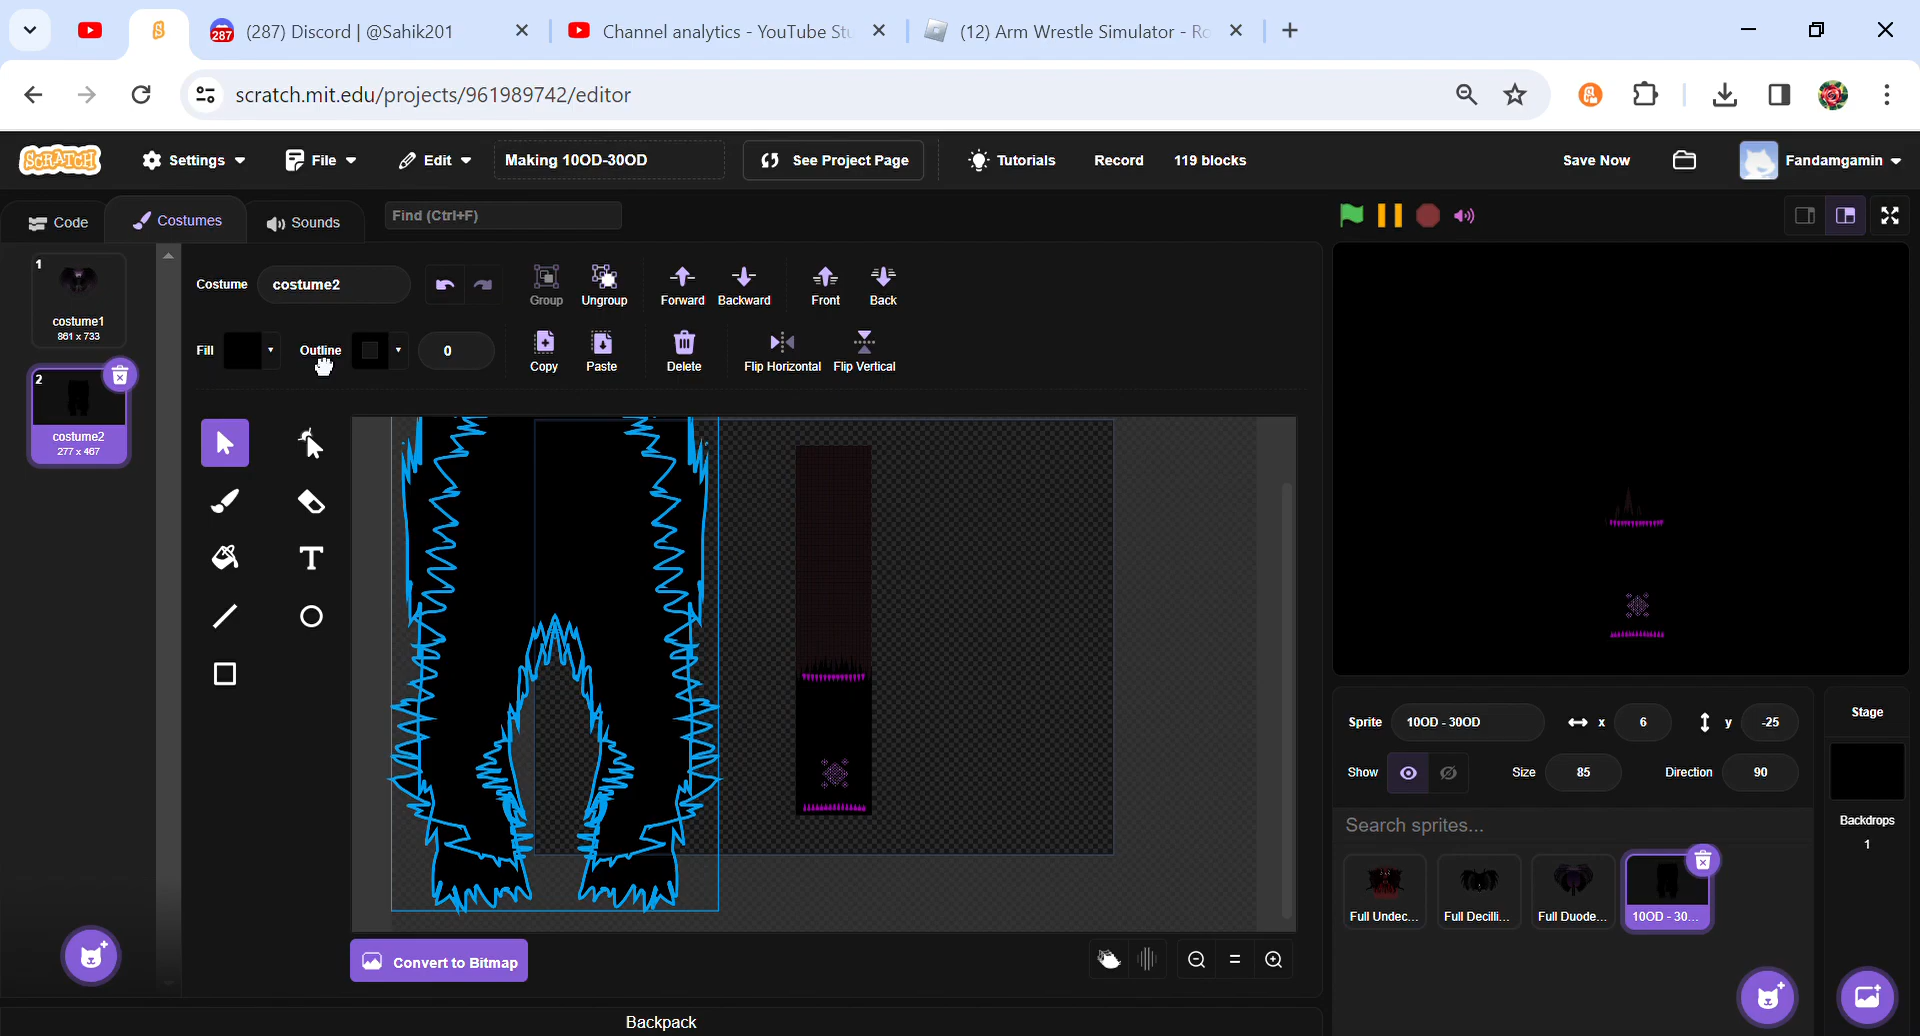 287 (287) Discord | @Sahik201
Channel analytics - YouTube Stu
(12) Arm Wrestle Simulator - Ro
scratch.mit.edu/projects/961989742/editor
SCRATCH Settings File Edit Making 10OD-30OD See Project Page Tutorials Record 119 blocks Save Now Fandamgamin
Code Costumes Sounds Find (Ctrl+F)
1
costume1
861 x 733
2
costume2
277 x 467
Costume costume2 Group Ungroup Forward Backward Front Back
Fill Outline 0 Copy Paste Delete Flip Horizontal Flip Vertical
T
Convert to Bitmap
Backpack
Sprite 10OD - 30OD x 6 y -25
Show Size 85 Direction 90
Search sprites...
Full Undec... Full Decilli... Full Duode... 10OD - 30...
Stage
Backdrops
1